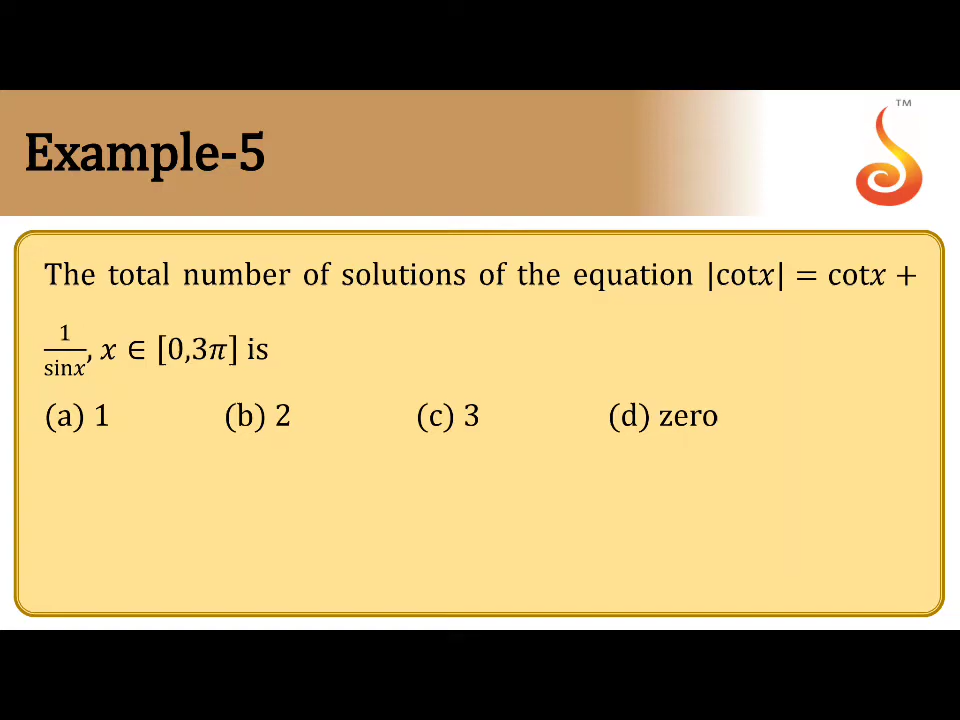 TM
Example-5
The total number of solutions of the equation |cot𝑥| = cot𝑥 +
1/sin𝑥, 𝑥 ∈ [0,3𝜋] is
(a) 1 (b) 2 (c) 3 (d) zero